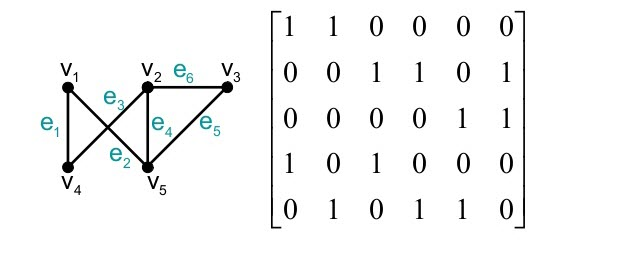 v₁ v₂ e₆ v₃
e₁ e₃ e₄ e₅
e₂
v₄ v₅
1 1 0 0 0 0
0 0 1 1 0 1
0 0 0 0 1 1
1 0 1 0 0 0
0 1 0 1 1 0